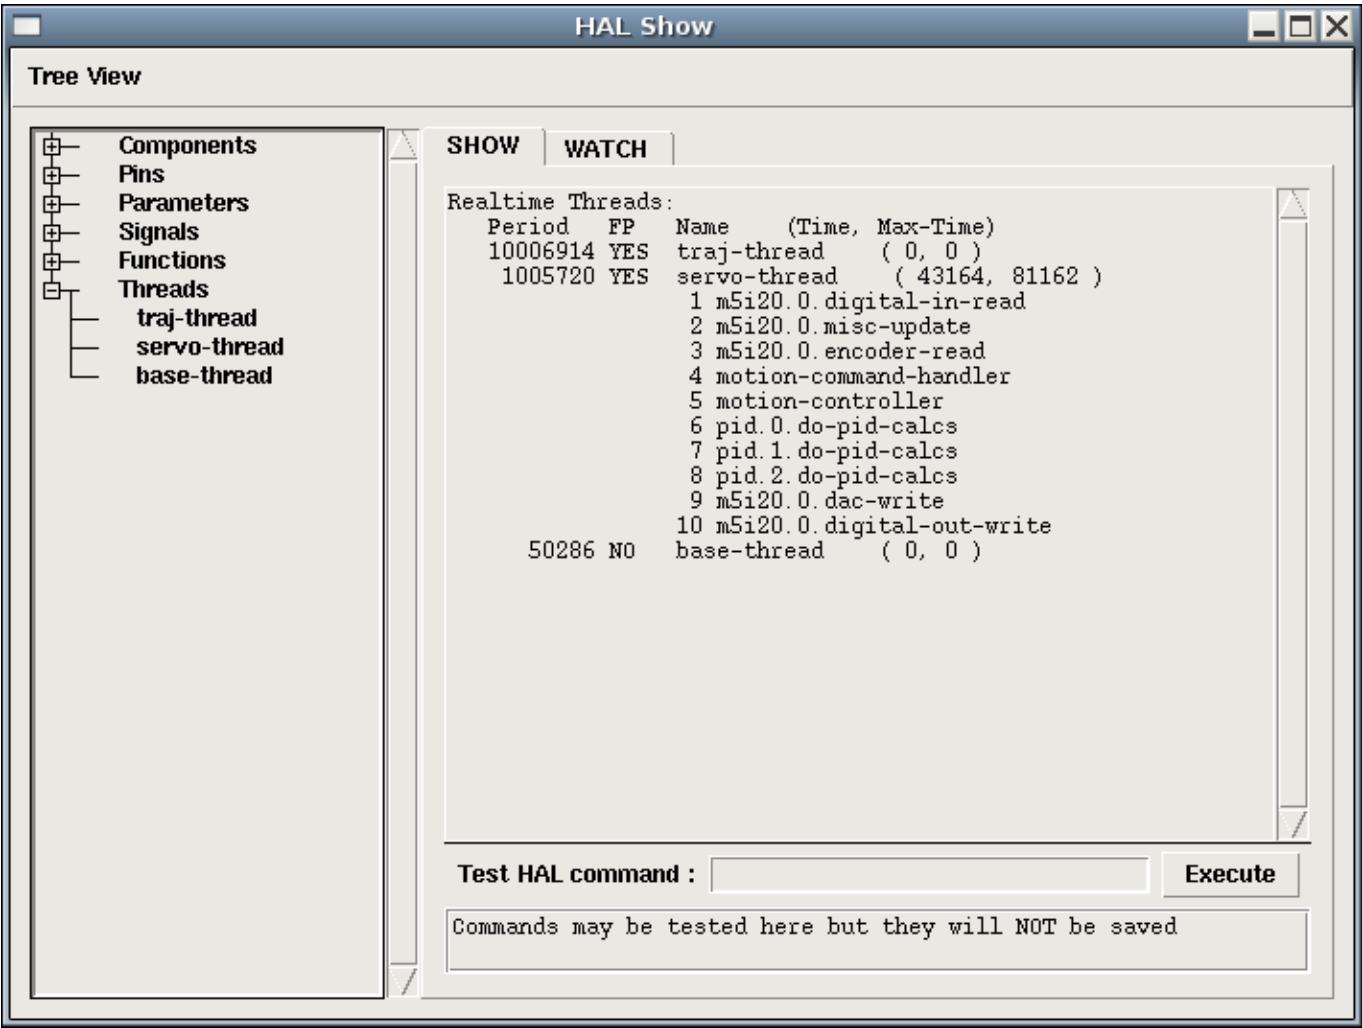 HAL Show
Tree View
Components
Pins
Parameters
Signals
Functions
Threads
traj-thread
servo-thread
base-thread
SHOW WATCH
Realtime Threads:
Period FP Name (Time, Max-Time)
10006914 YES traj-thread ( 0, 0 )
1005720 YES servo-thread ( 43164, 81162 )
1 m5i20.0.digital-in-read
2 m5i20.0.misc-update
3 m5i20.0.encoder-read
4 motion-command-handler
5 motion-controller
6 pid.0.do-pid-calcs
7 pid.1.do-pid-calcs
8 pid.2.do-pid-calcs
9 m5i20.0.dac-write
10 m5i20.0.digital-out-write
50286 NO base-thread ( 0, 0 )
Test HAL command : Execute
Commands may be tested here but they will NOT be saved